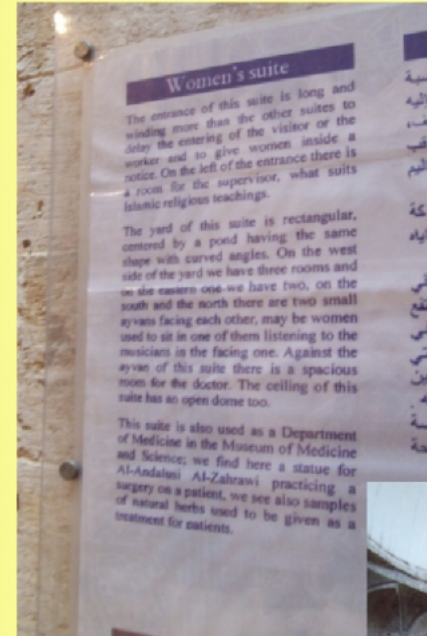 Women's suite
The entrance of this suite is long and
winding more than the other suites to
delay the entering of the visitor or the
worker and to give women inside a
notice. On the left of the entrance there is
a room for the supervisor, what suits
Islamic religious teachings.
The yard of this suite is rectangular,
centered by a pond having the same
shape with curved angles. On the west
side of the yard we have three rooms and
on the eastern one we have two, on the
south and the north there are two small
ayvans facing each other, may be women
used to sit in one of them listening to the
musicians in the facing one. Against the
ayvan of this suite there is a spacious
room for the doctor. The ceiling of this
suite has an open dome too.
This suite is also used as a Department
of Medicine in the Museum of Medicine
and Science; we find here a statue for
Al-Andalusi Al-Zahrawi practicing a
surgery on a patient, we see also samples
of natural herbs used to be given as a
treatment for patients.